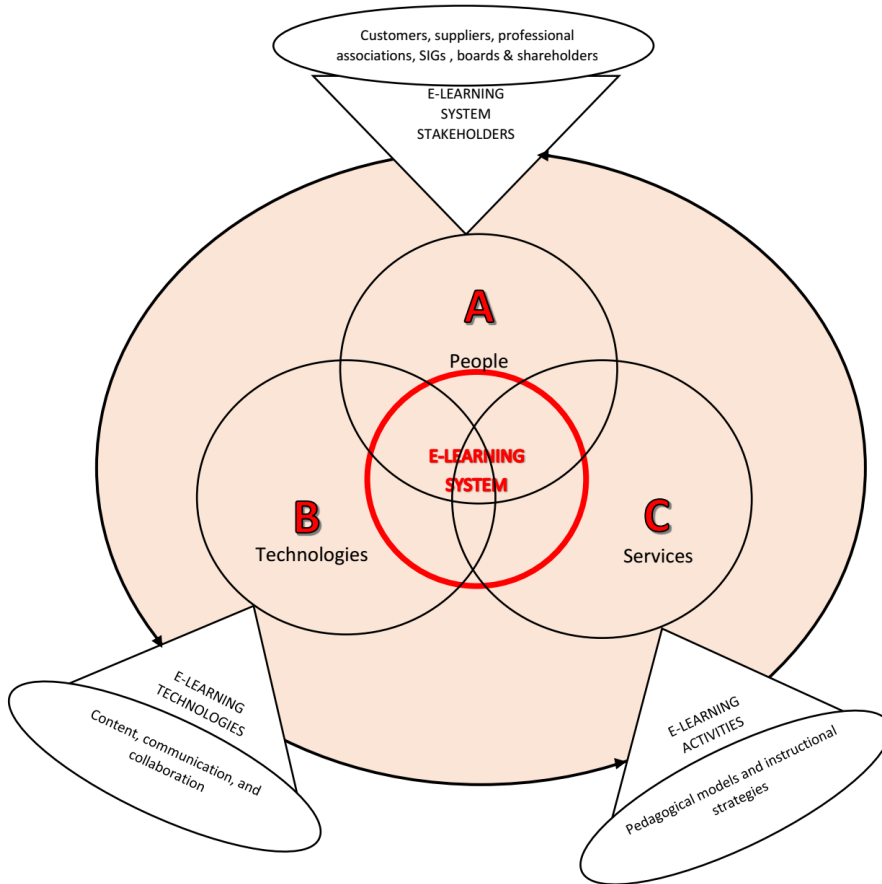 Customers, suppliers, professional
associations, SIGs , boards & shareholders
E-LEARNING
SYSTEM
STAKEHOLDERS
A
People
E-LEARNING
SYSTEM
B
Technologies
C
Services
E-LEARNING
TECHNOLOGIES
Content, communication, and
collaboration
E-LEARNING
ACTIVITIES
Pedagogical models and instructional
strategies